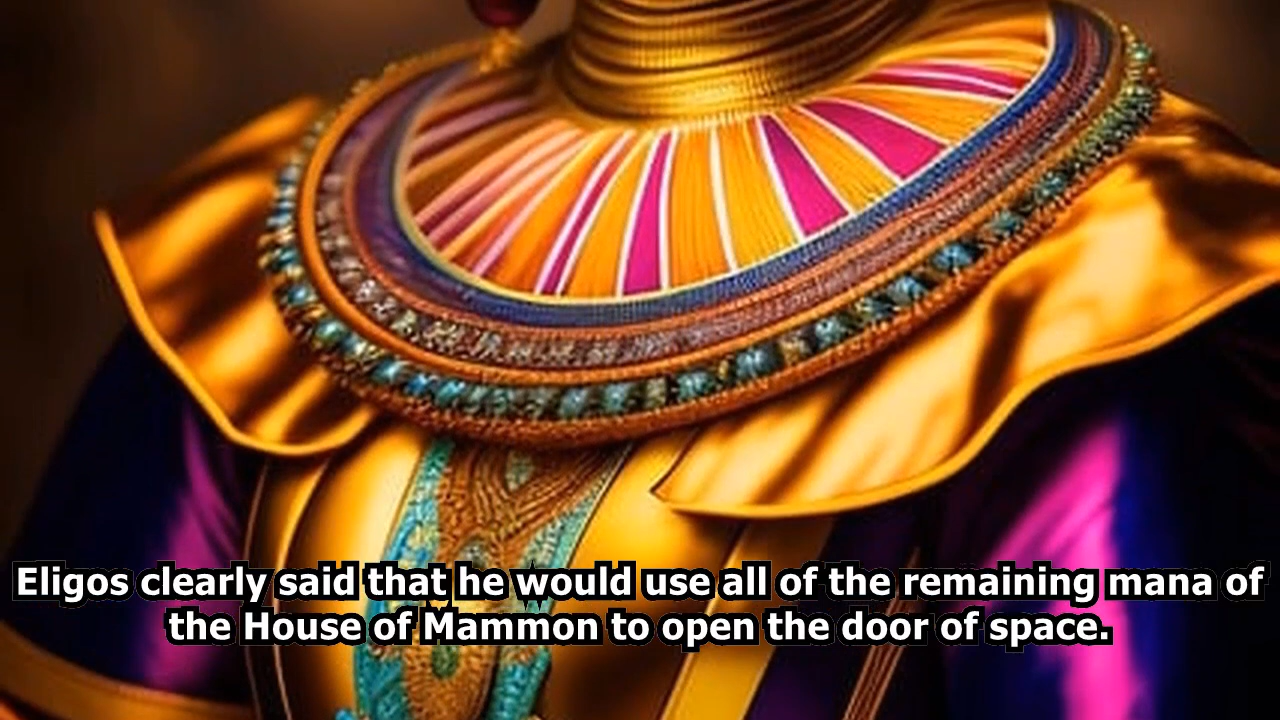 Eligos clearly said that he would use all of the remaining mana of
the House of Mammon to open the door of space.